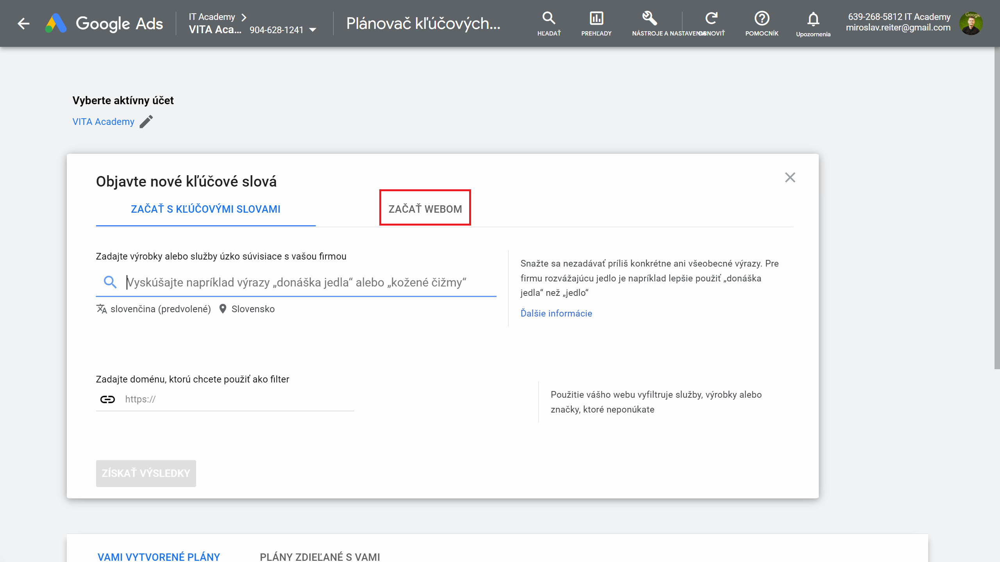 Google Ads
IT Academy
VITA Aca... 904-628-1241
Plánovač kľúčových...
HĽADAŤ
PREHĽADY
NÁSTROJE A NASTAVENIA
OBNOVIŤ
POMOCNÍK
Upozornenia
639-268-5812 IT Academy
miroslav.reiter@gmail.com
Google
Vyberte aktívny účet
VITA Academy
Objavte nové kľúčové slová
ZAČAŤ S KĽÚČOVÝMI SLOVAMI
ZAČAŤ WEBOM
Zadajte výrobky alebo služby úzko súvisiace s vašou firmou
Vyskúšajte napríklad výrazy „donáška jedla“ alebo „kožené čižmy“
slovenčina (predvolené) Slovensko
Snažte sa nezadávať príliš konkrétne ani všeobecné výrazy. Pre
firmu rozvážajúcu jedlo je napríklad lepšie použiť „donáška
jedla“ než „jedlo“
Ďalšie informácie
Zadajte doménu, ktorú chcete použiť ako filter
https://
Použitie vášho webu vyfiltruje služby, výrobky alebo
značky, ktoré neponúkate
ZÍSKAŤ VÝSLEDKY
VAMI VYTVORENÉ PLÁNY
PLÁNY ZDIEĽANÉ S VAMI